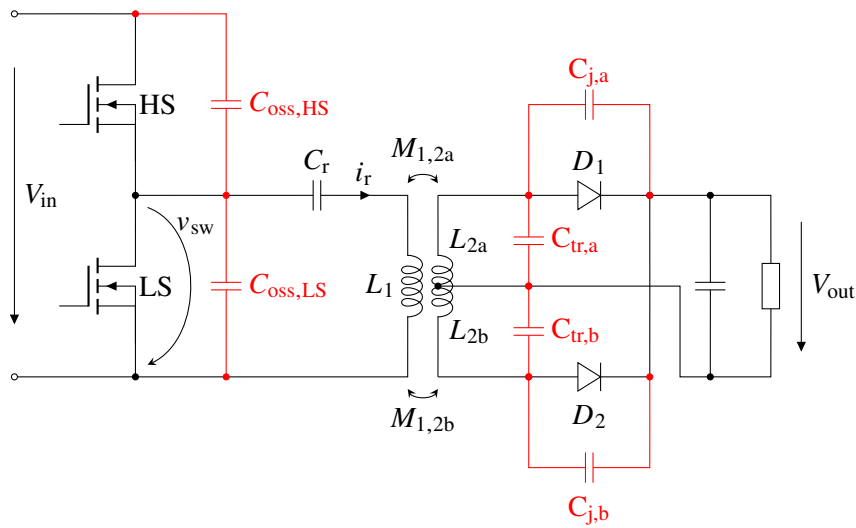 C_j,a
HS
C_oss,HS
M_1,2a
C_r
i_r
D_1
V_in
v_sw
L_2a
C_tr,a
LS
C_oss,LS
L_1
V_out
L_2b
C_tr,b
M_1,2b
D_2
C_j,b